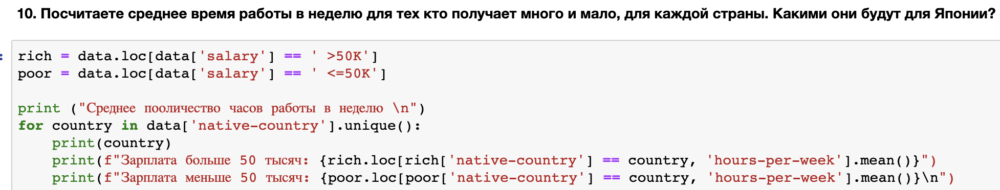 10. Посчитаете среднее время работы в неделю для тех кто получает много и мало, для каждой страны. Какими они будут для Японии?
: rich = data.loc[data['salary'] == ' >50K']
poor = data.loc[data['salary'] == ' <=50K']
print ("Среднее пооличество часов работы в неделю \n")
for country in data['native-country'].unique():
print(country)
print(f"Зарплата больше 50 тысяч: {rich.loc[rich['native-country'] == country, 'hours-per-week'].mean()}")
print(f"Зарплата меньше 50 тысяч: {poor.loc[poor['native-country'] == country, 'hours-per-week'].mean()}\n")